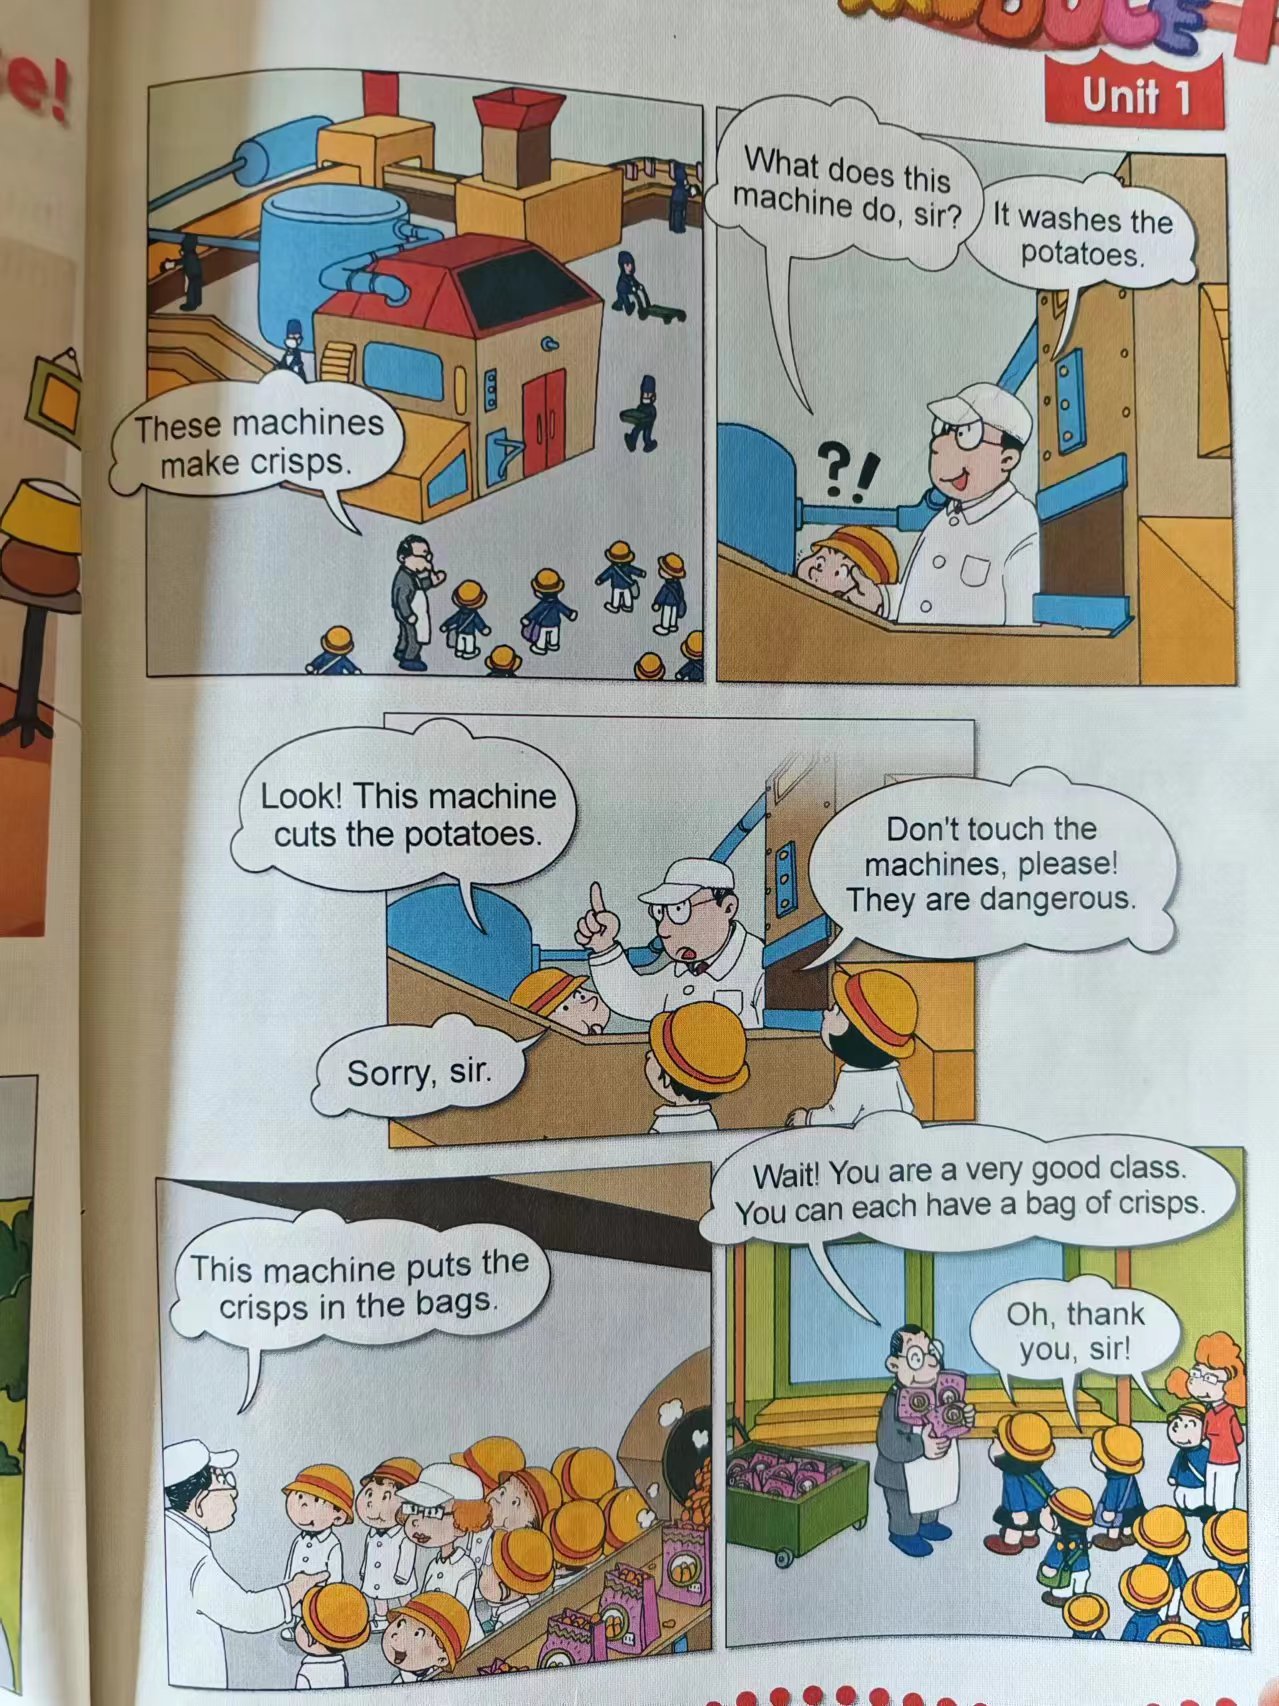 e!
Unit 1
These machines
make crisps.
What does this
machine do, sir?
It washes the
potatoes.
?!
Look! This machine
cuts the potatoes.
Don't touch the
machines, please!
They are dangerous.
Sorry, sir.
This machine puts the
crisps in the bags.
Wait! You are a very good class.
You can each have a bag of crisps.
Oh, thank
you, sir!